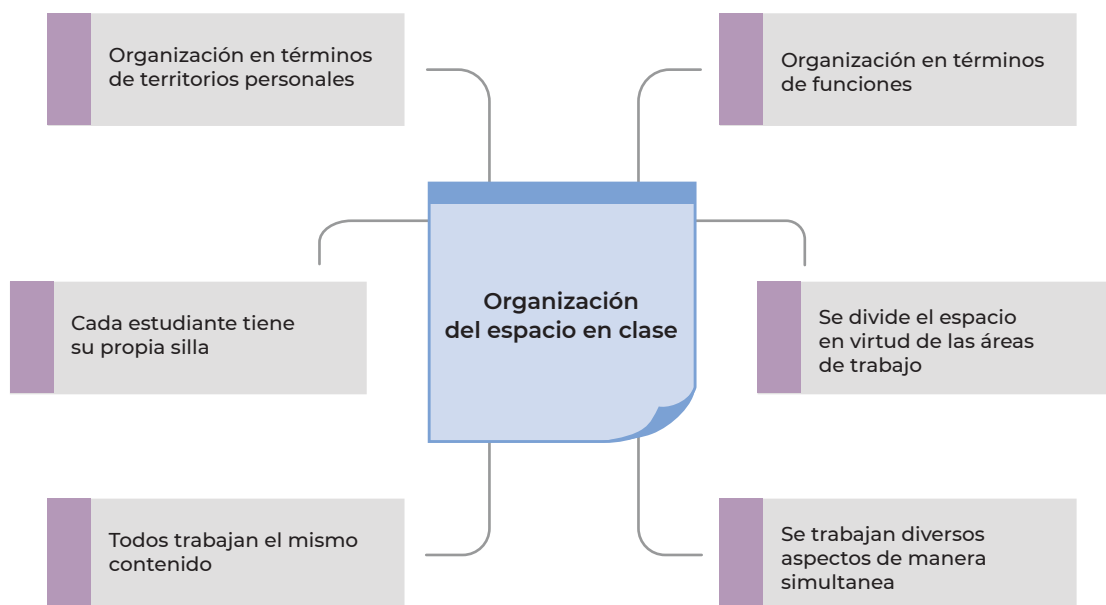 Organización en términos
de territorios personales
Organización en términos
de funciones
Organización
del espacio en clase
Cada estudiante tiene
su propia silla
Se divide el espacio
en virtud de las áreas
de trabajo
Todos trabajan el mismo
contenido
Se trabajan diversos
aspectos de manera
simultanea